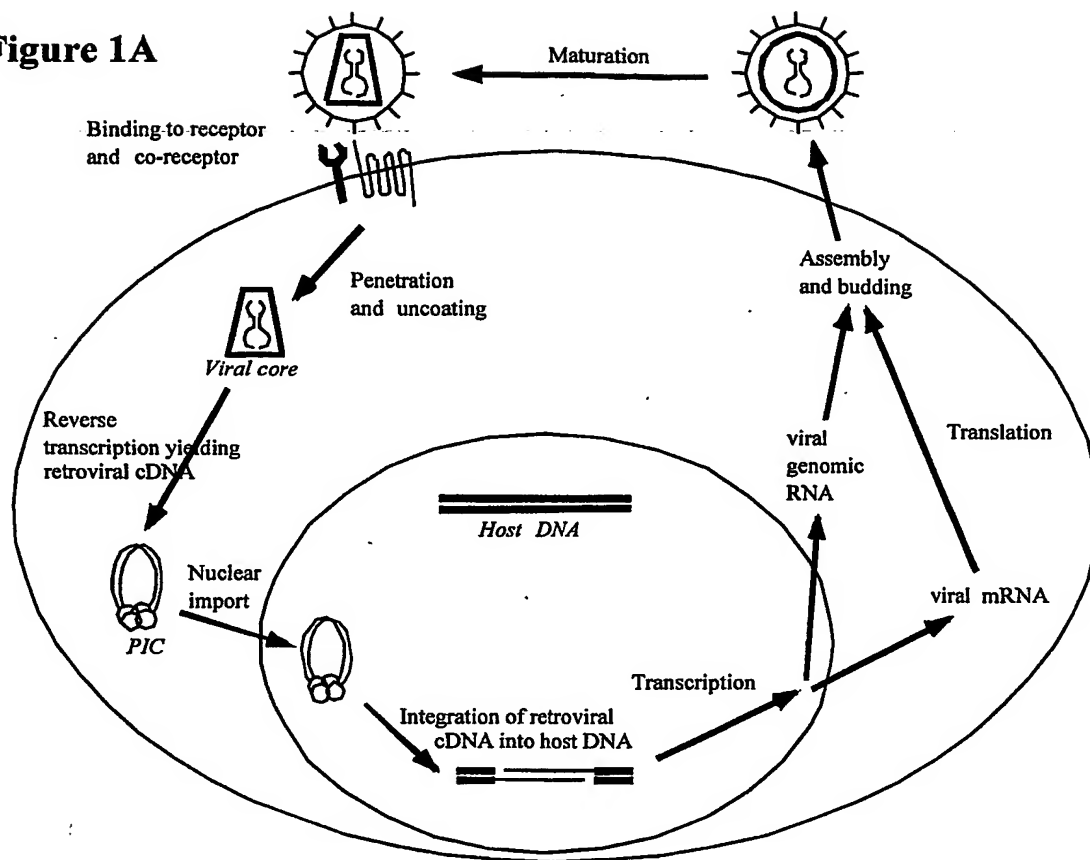 Figure 1A
Maturation
Binding to receptor
and co-receptor
Penetration
and uncoating
Assembly
and budding
Viral core
Reverse
transcription yielding
retroviral cDNA
viral
genomic
RNA
Translation
Host DNA
Nuclear
import
PIC
viral mRNA
Transcription
Integration of retroviral
cDNA into host DNA